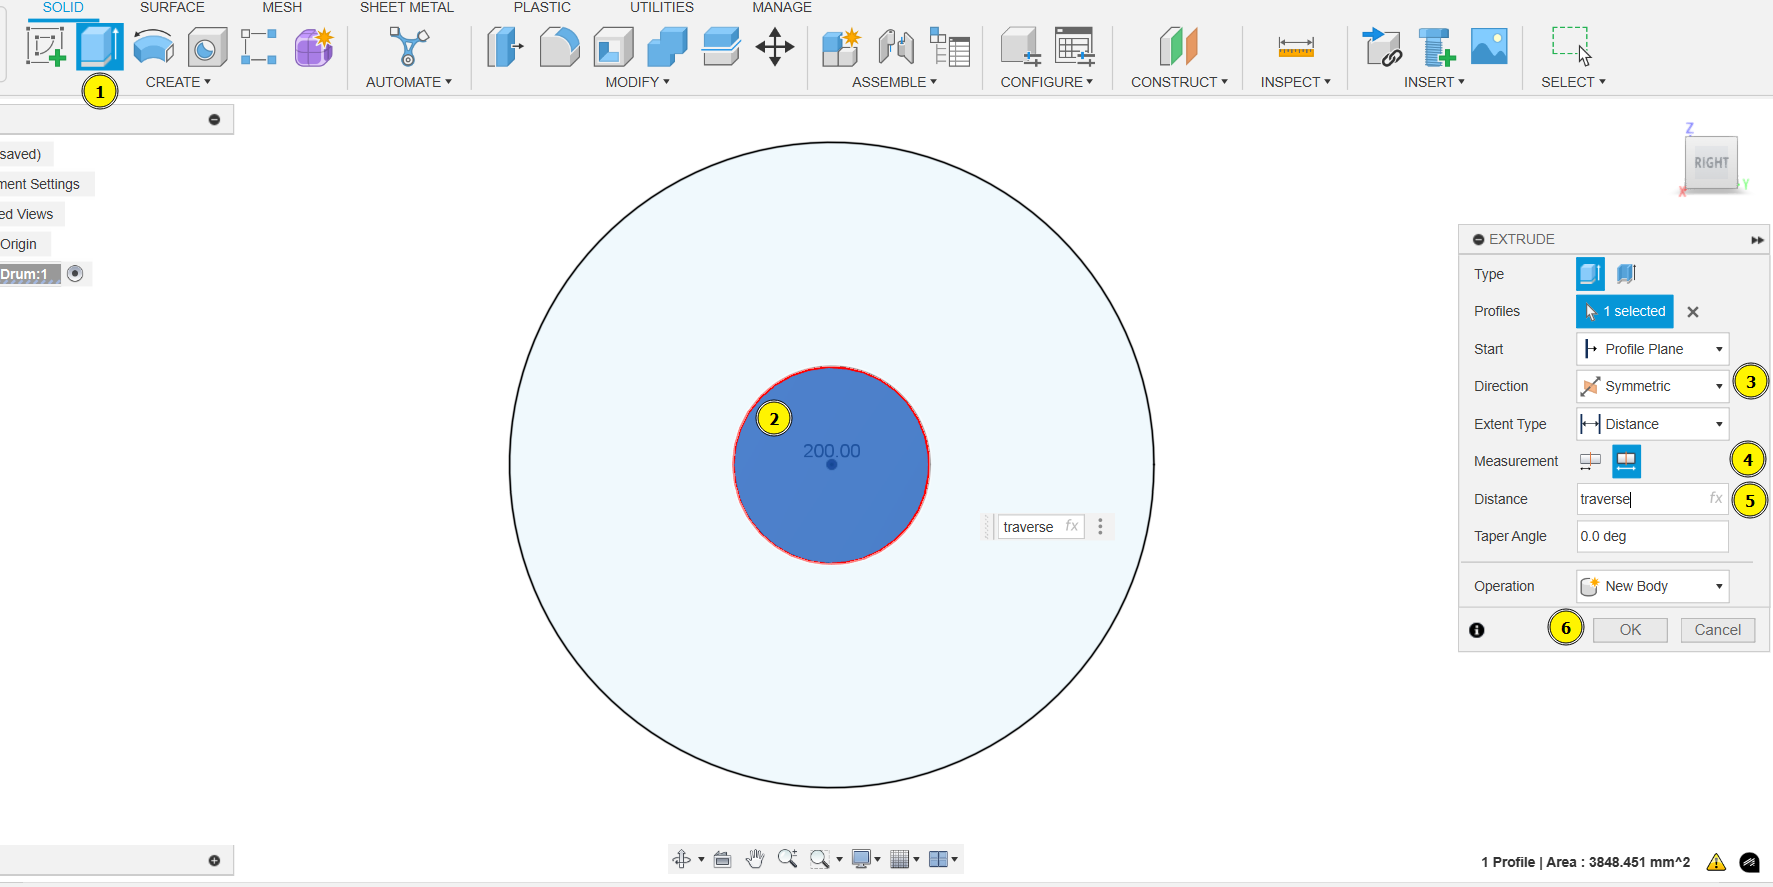 SOLID SURFACE MESH SHEET METAL PLASTIC UTILITIES MANAGE
CREATE AUTOMATE MODIFY ASSEMBLE CONFIGURE CONSTRUCT INSPECT INSERT SELECT
1
saved)
ment Settings
ed Views
Origin
Drum:1
Z
RIGHT
X
Y
2
200.00
traverse fx
EXTRUDE
Type
Profiles 1 selected
Start Profile Plane
Direction Symmetric 3
Extent Type Distance
Measurement 4
Distance traverse fx 5
Taper Angle 0.0 deg
Operation New Body
6 OK Cancel
1 Profile | Area : 3848.451 mm^2